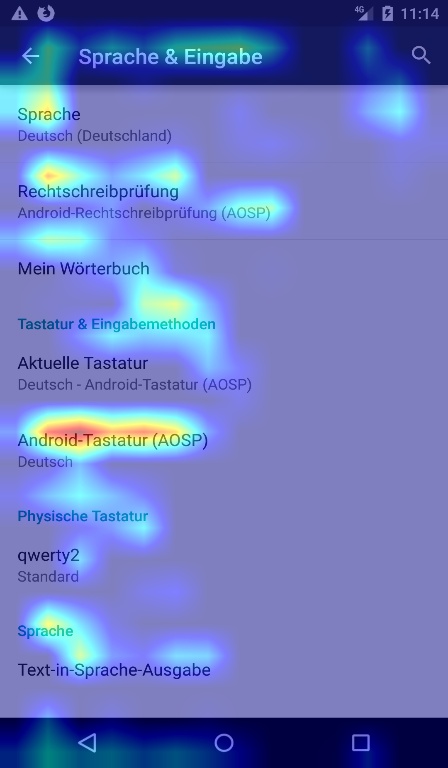 4G 11:14
Sprache & Eingabe
Sprache
Deutsch (Deutschland)
Rechtschreibprüfung
Android-Rechtschreibprüfung (AOSP)
Mein Wörterbuch
Tastatur & Eingabemethoden
Aktuelle Tastatur
Deutsch - Android-Tastatur (AOSP)
Android-Tastatur (AOSP)
Deutsch
Physische Tastatur
qwerty2
Standard
Sprache
Text-in-Sprache-Ausgabe